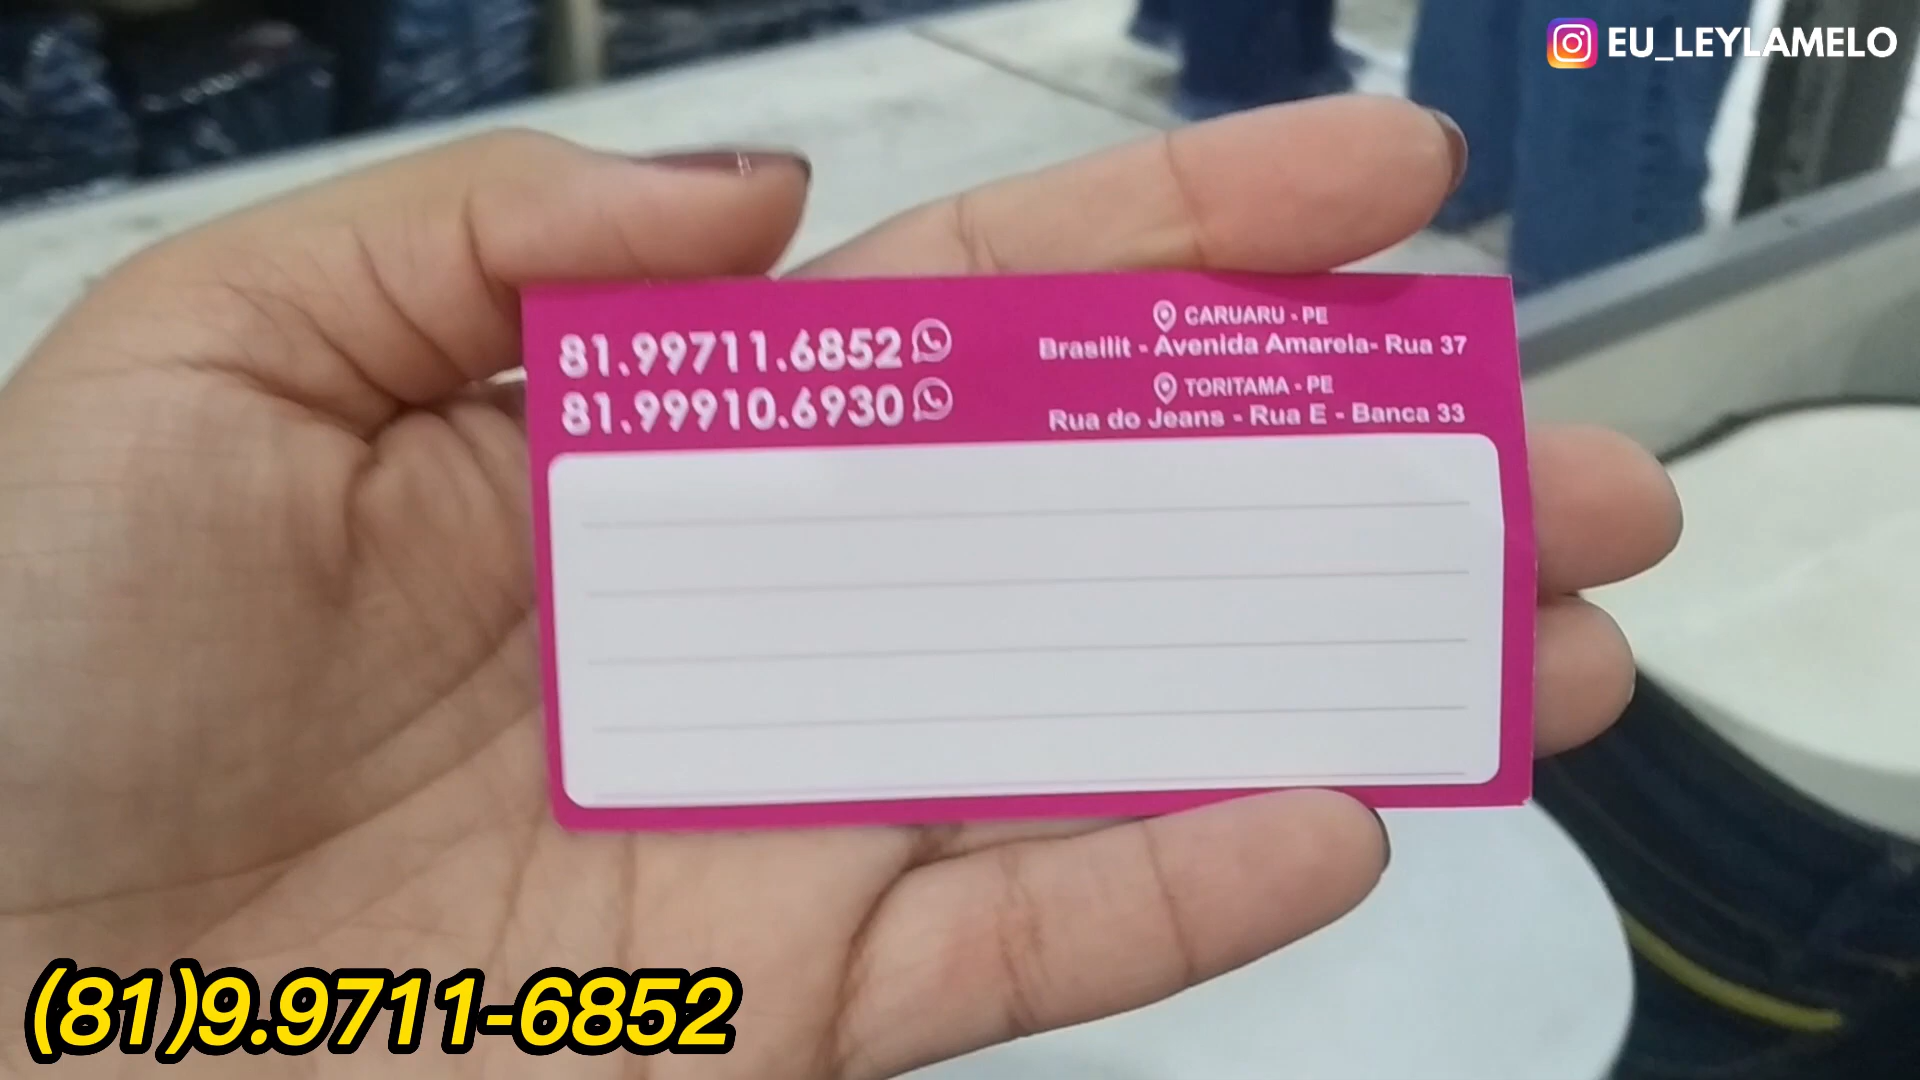 EU_LEYLAMELO
81.99711.6852
81.99910.6930
CARUARU - PE
Brasilit - Avenida Amarela- Rua 37
TORITAMA - PE
Rua do Jeans - Rua E - Banca 33
(81)9.9711-6852